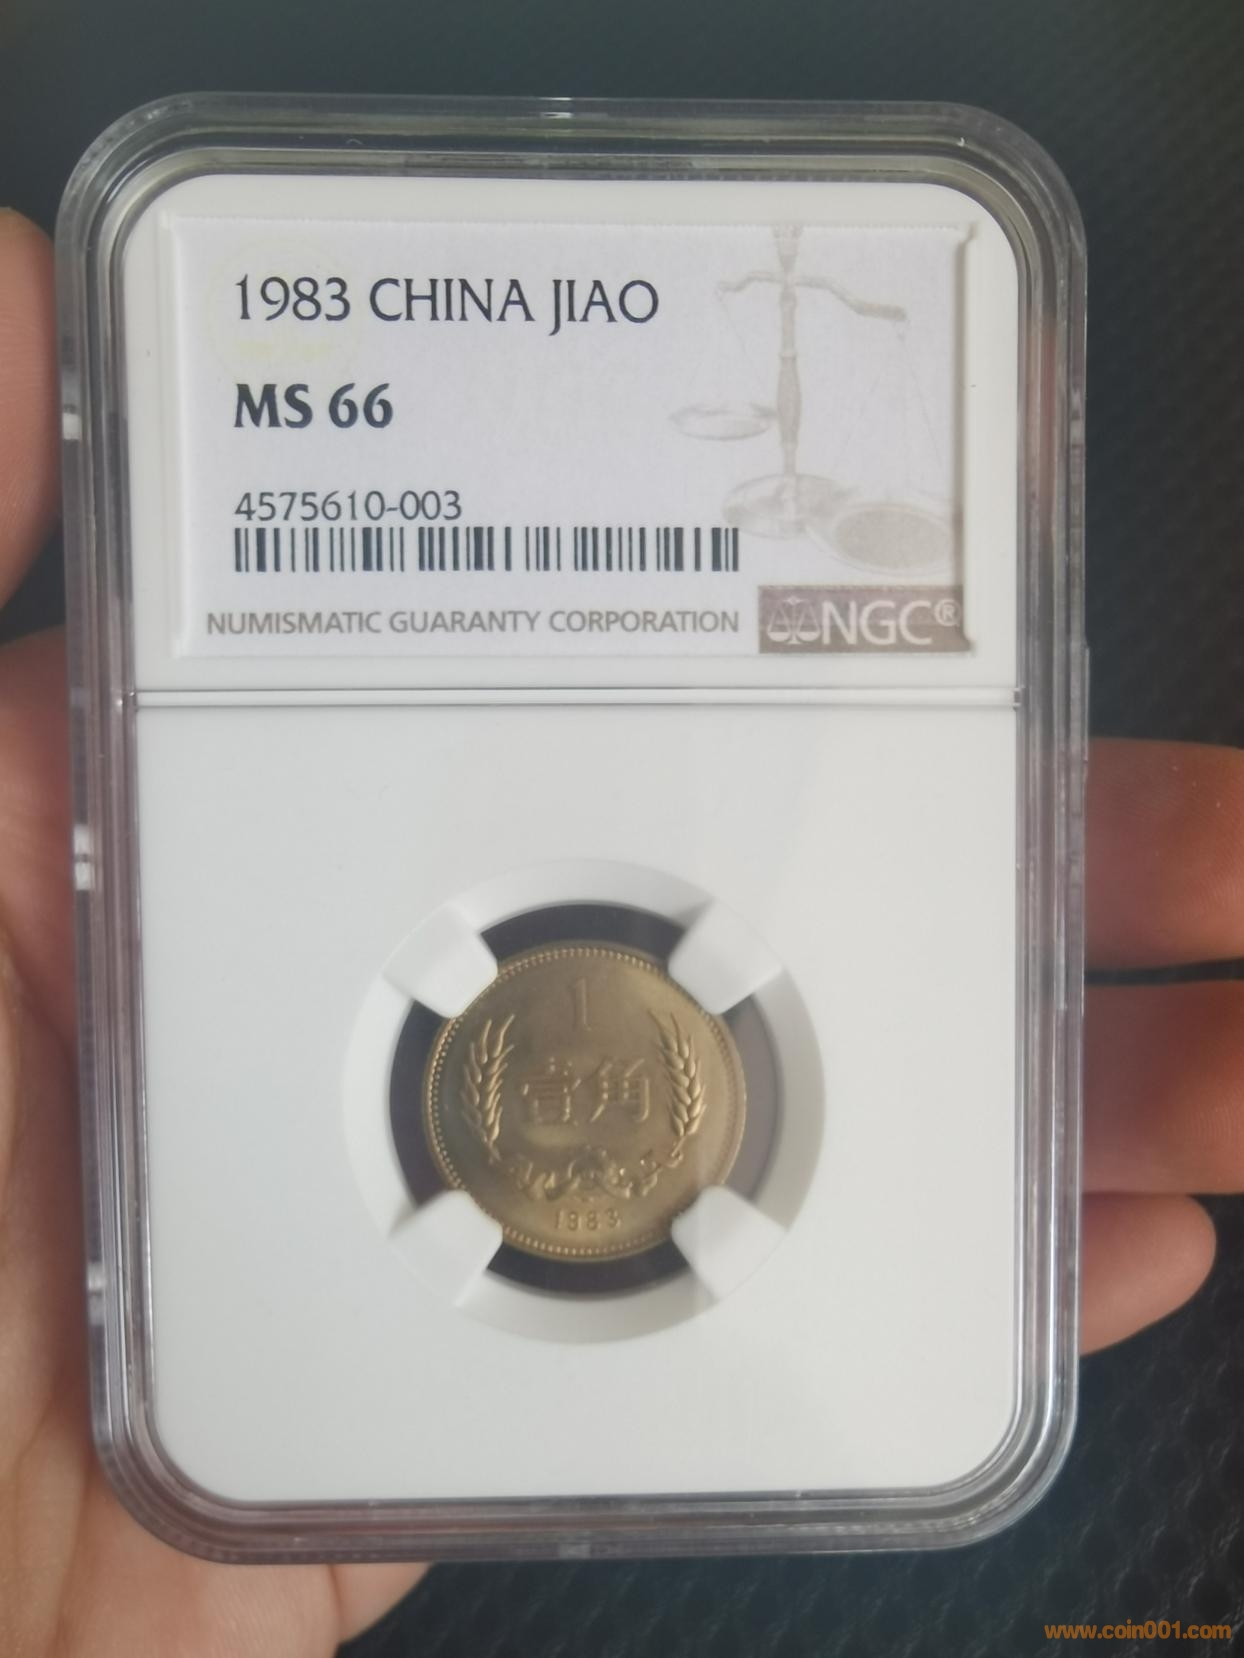 1983 CHINA JIAO
MS 66
4575610-003
NUMISMATIC GUARANTY CORPORATION
NGC®
1
壹角
1983
www.coin001.com